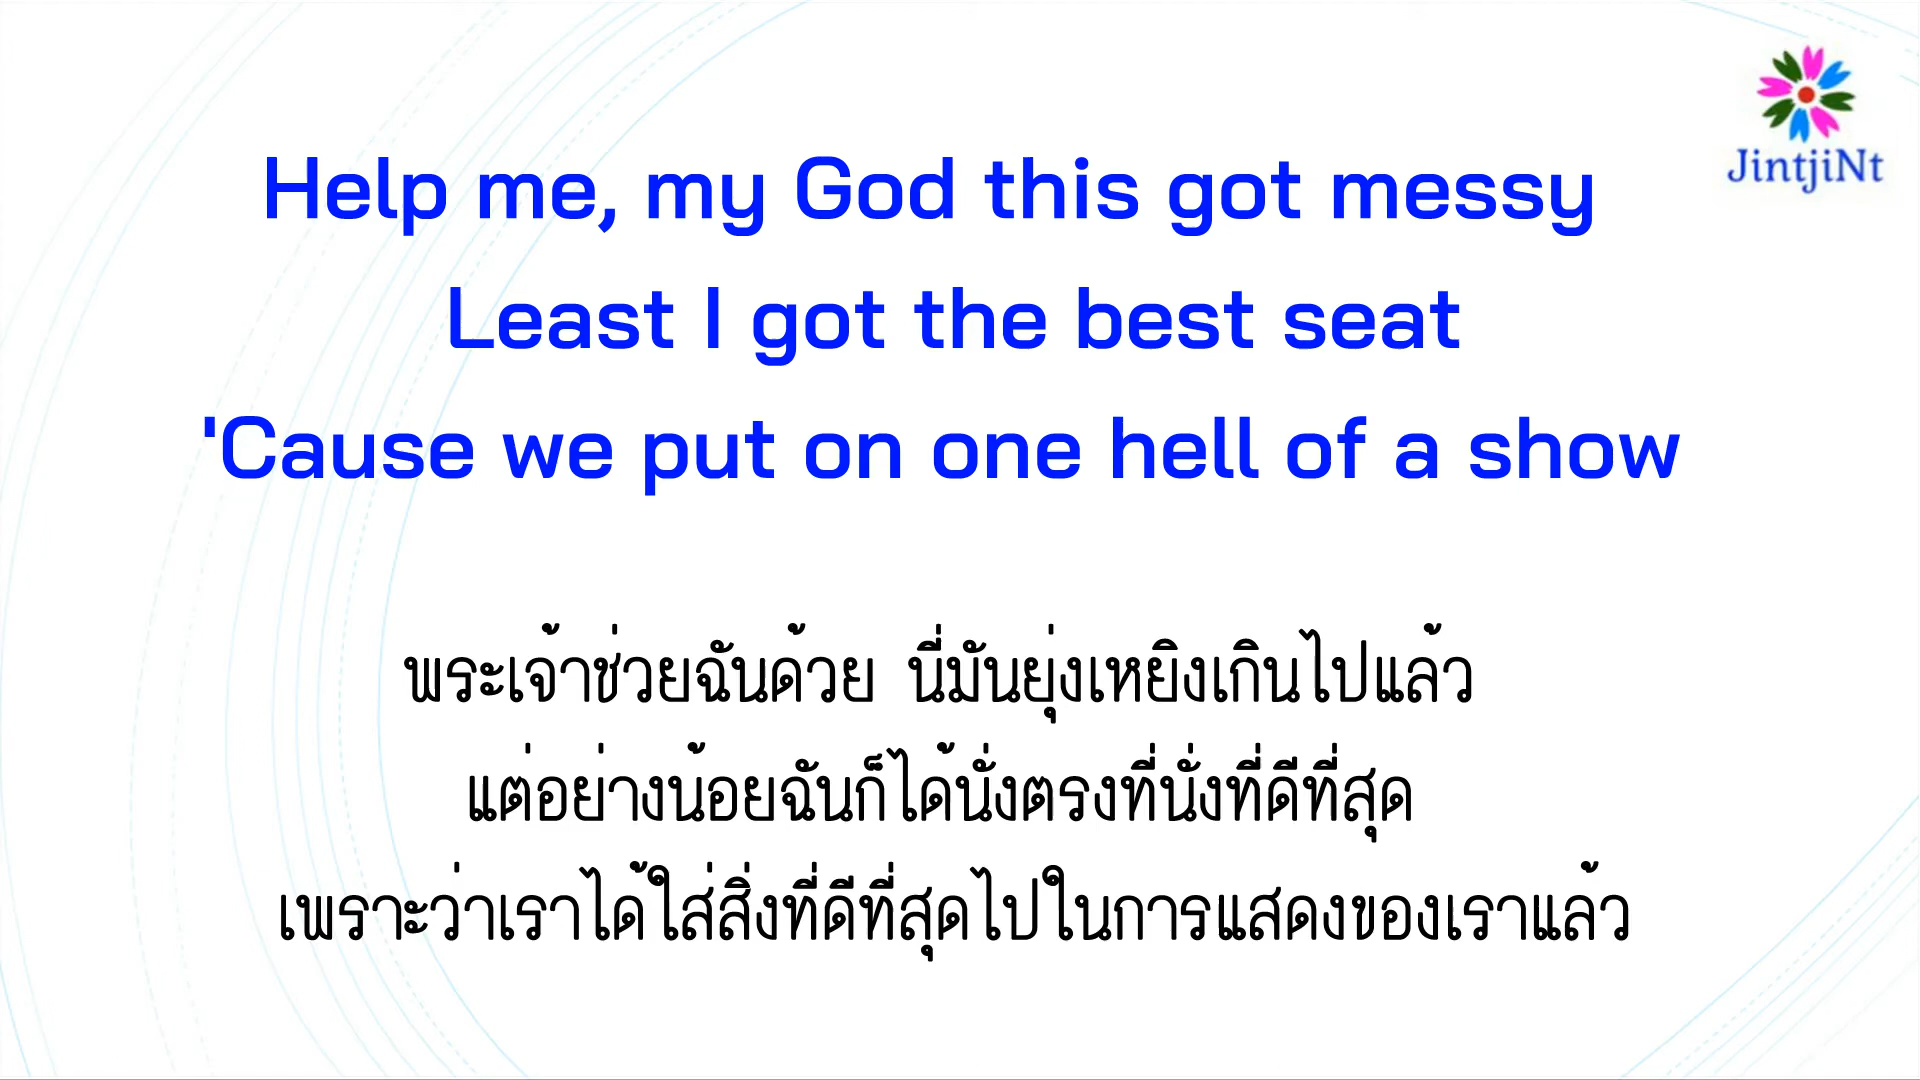 JintjiNt
Help me, my God this got messy
Least I got the best seat
'Cause we put on one hell of a show
พระเจ้าช่วยฉันด้วย นี่มันยุ่งเหยิงเกินไปแล้ว
แต่อย่างน้อยฉันก็ได้นั่งตรงที่นั่งที่ดีที่สุด
เพราะว่าเราได้ใส่สิ่งที่ดีที่สุดไปในการแสดงของเราแล้ว